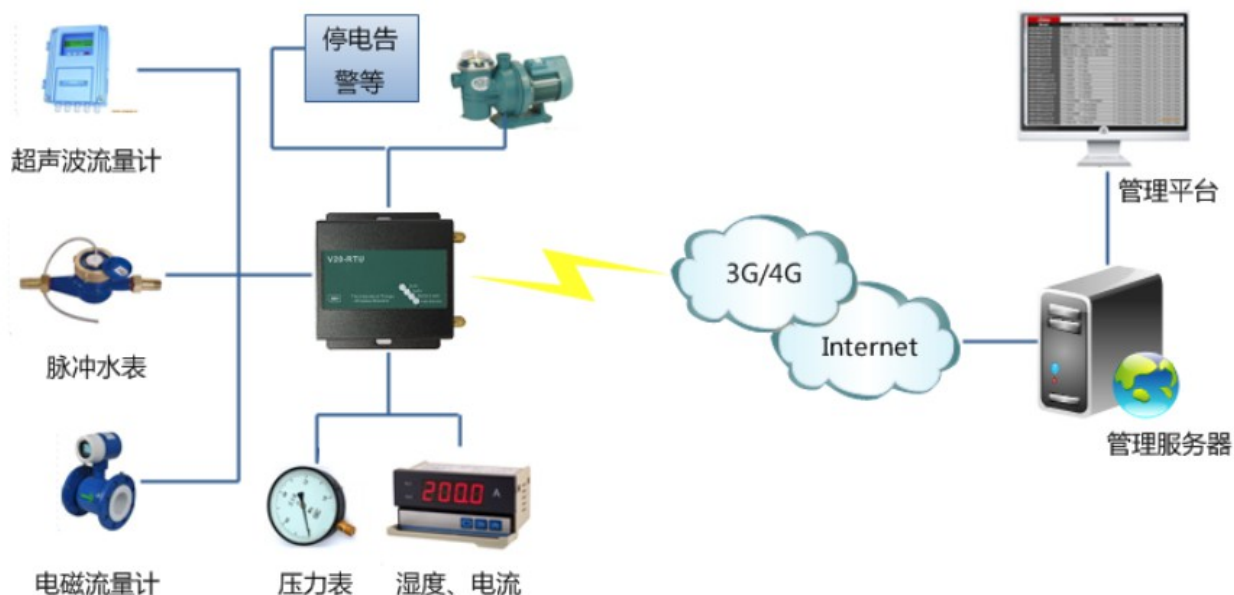 停电告
警等
超声波流量计
管理平台
V20-RTU
3G/4G
Internet
脉冲水表
管理服务器
200.0 A
电磁流量计
压力表
湿度、电流